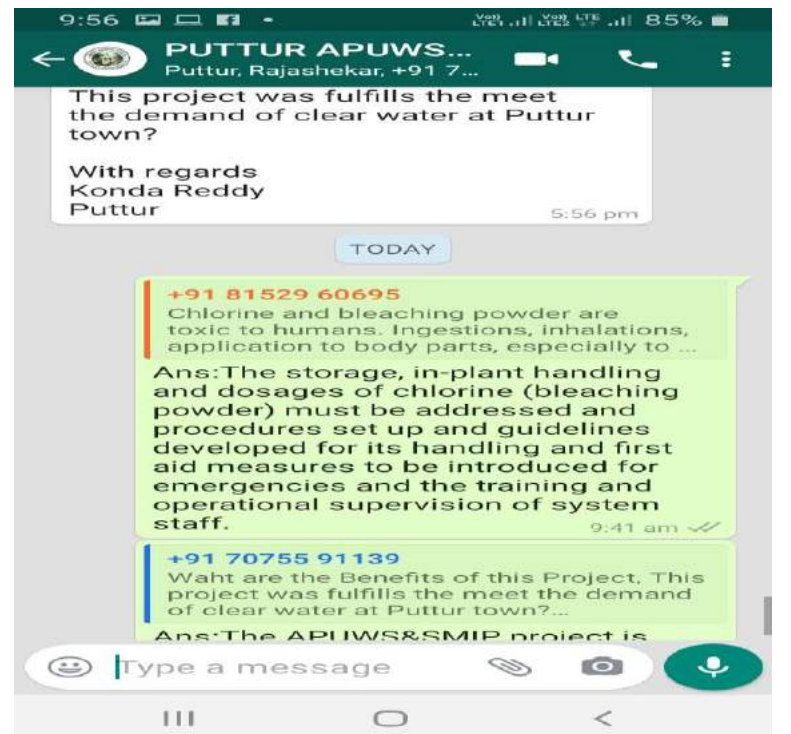 9:56
VoO LTE1 VoO LTE2 LTE 85%
PUTTUR APUWS...
Puttur, Rajashekar, +91 7...
This project was fulfills the meet
the demand of clear water at Puttur
town?
With regards
Konda Reddy
Puttur
5:56 pm
TODAY
+91 81529 60695
Chlorine and bleaching powder are
toxic to humans. Ingestions, inhalations,
application to body parts, especially to ...
Ans:The storage, in-plant handling
and dosages of chlorine (bleaching
powder) must be addressed and
procedures set up and guidelines
developed for its handling and first
aid measures to be introduced for
emergencies and the training and
operational supervision of system
staff.
9:41 am
+91 70755 91139
Waht are the Benefits of this Project, This
project was fulfills the meet the demand
of clear water at Puttur town?...
Ans:The APUWS&SMIP project is
Type a message